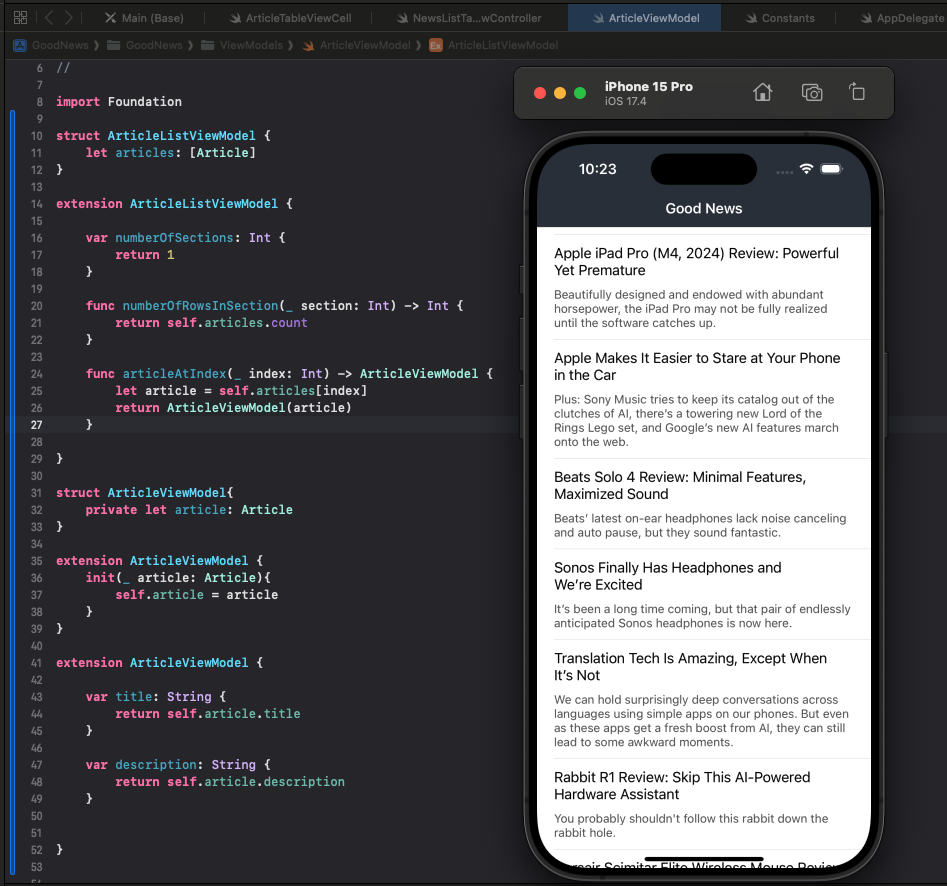 Main (Base)
ArticleTableViewCell
NewsListTa...wController
ArticleViewModel
Constants
AppDelegate
GoodNews
GoodNews
ViewModels
ArticleViewModel
Ex
ArticleListViewModel
6 //
7
8 import Foundation
9
10 struct ArticleListViewModel {
11 let articles: [Article]
12 }
13
14 extension ArticleListViewModel {
15
16 var numberOfSections: Int {
17 return 1
18 }
19
20 func numberOfRowsInSection(_ section: Int) -> Int {
21 return self.articles.count
22 }
23
24 func articleAtIndex(_ index: Int) -> ArticleViewModel {
25 let article = self.articles[index]
26 return ArticleViewModel(article)
27 }
28
29 }
30
31 struct ArticleViewModel{
32 private let article: Article
33 }
34
35 extension ArticleViewModel {
36 init(_ article: Article){
37 self.article = article
38 }
39 }
40
41 extension ArticleViewModel {
42
43 var title: String {
44 return self.article.title
45 }
46
47 var description: String {
48 return self.article.description
49 }
50
51
52 }
53
iPhone 15 Pro
iOS 17.4
10:23
Good News
Apple iPad Pro (M4, 2024) Review: Powerful
Yet Premature
Beautifully designed and endowed with abundant
horsepower, the iPad Pro may not be fully realized
until the software catches up.
Apple Makes It Easier to Stare at Your Phone
in the Car
Plus: Sony Music tries to keep its catalog out of the
clutches of AI, there’s a towering new Lord of the
Rings Lego set, and Google’s new AI features march
onto the web.
Beats Solo 4 Review: Minimal Features,
Maximized Sound
Beats’ latest on-ear headphones lack noise canceling
and auto pause, but they sound fantastic.
Sonos Finally Has Headphones and
We’re Excited
It’s been a long time coming, but that pair of endlessly
anticipated Sonos headphones is now here.
Translation Tech Is Amazing, Except When
It’s Not
We can hold surprisingly deep conversations across
languages using simple apps on our phones. But even
as these apps get a fresh boost from AI, they can still
lead to some awkward moments.
Rabbit R1 Review: Skip This AI-Powered
Hardware Assistant
You probably shouldn't follow this rabbit down the
rabbit hole.
Scimitar Elite Wireless Mouse Review